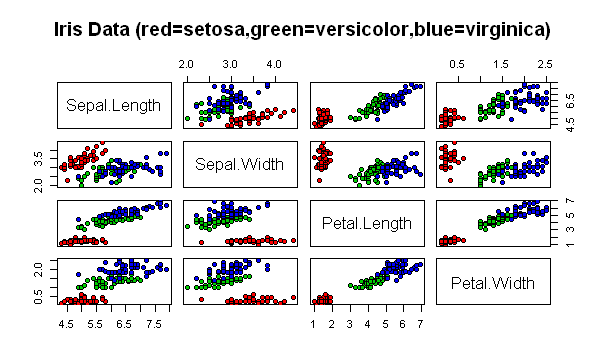 Iris Data (red=setosa,green=versicolor,blue=virginica)
2.0 3.0 4.0
0.5 1.5 2.5
Sepal.Length
4.5 6.5
2.0 3.5
Sepal.Width
Petal.Length
1 3 5 7
0.5 2.0
Petal.Width
4.5 5.5 6.5 7.5
1 2 3 4 5 6 7